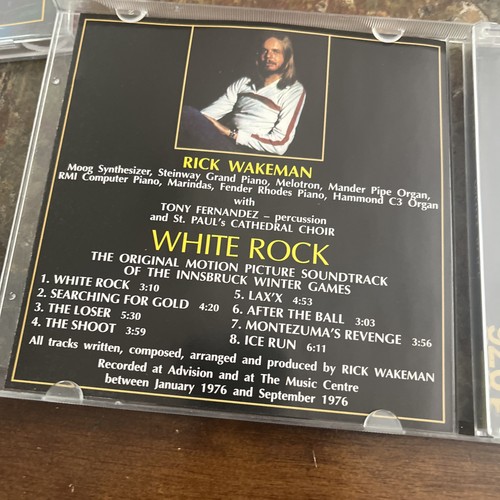 RICK WAKEMAN
Moog Synthesizer, Steinway Grand Piano, Melotron, Mander Pipe Organ,
RMI Computer Piano, Marindas, Fender Rhodes Piano, Hammond C3 Organ
with
TONY FERNANDEZ – percussion
and ST. PAUL's CATHEDRAL CHOIR
WHITE ROCK
THE ORIGINAL MOTION PICTURE SOUNDTRACK
OF THE INNSBRUCK WINTER GAMES
1. WHITE ROCK 3:10
2. SEARCHING FOR GOLD 4:20
3. THE LOSER 5:30
4. THE SHOOT 3:59
5. LAX'X 4:53
6. AFTER THE BALL 3:03
7. MONTEZUMA'S REVENGE 3:56
8. ICE RUN 6:11
All tracks written, composed, arranged and produced by RICK WAKEMAN
Recorded at Advision and at The Music Centre
between January 1976 and September 1976